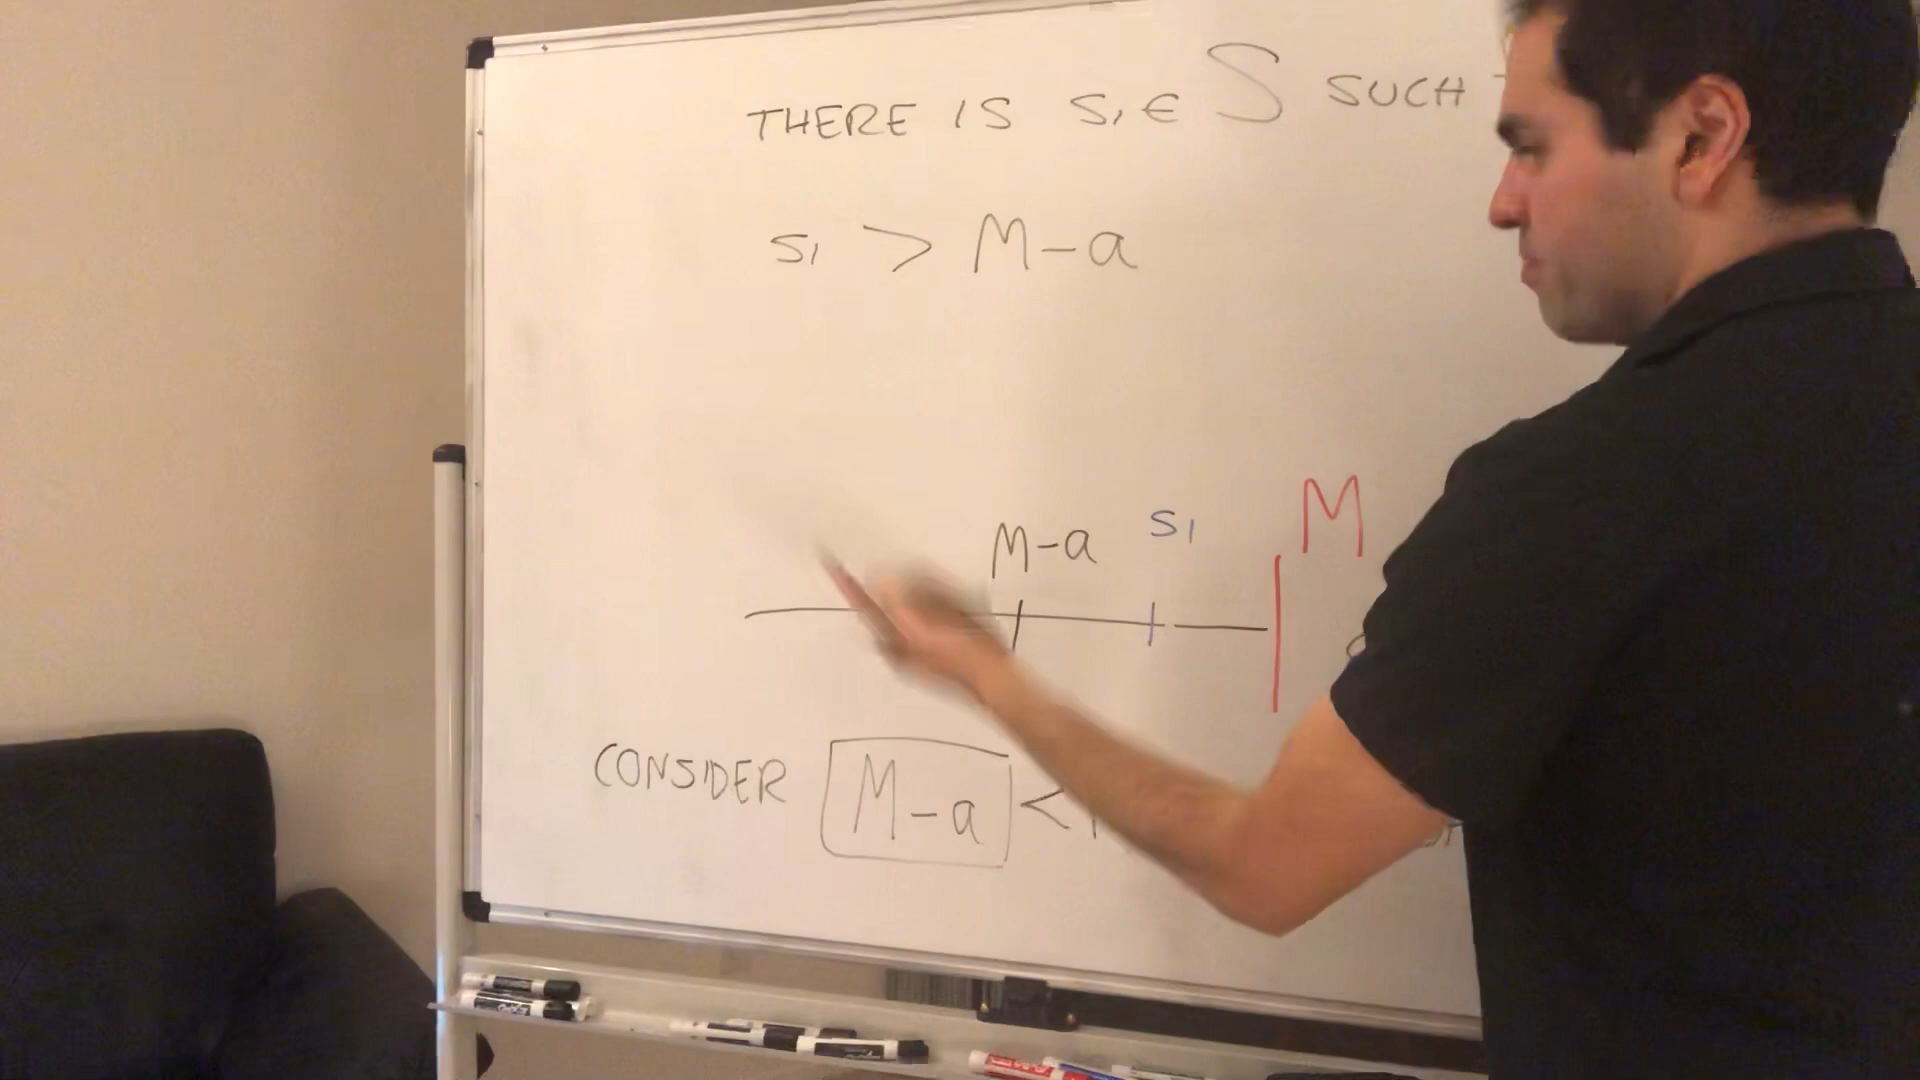 THERE IS S₁ ∈ S SUCH
S₁ > M-a
M-a S₁ M
CONSIDER M-a <